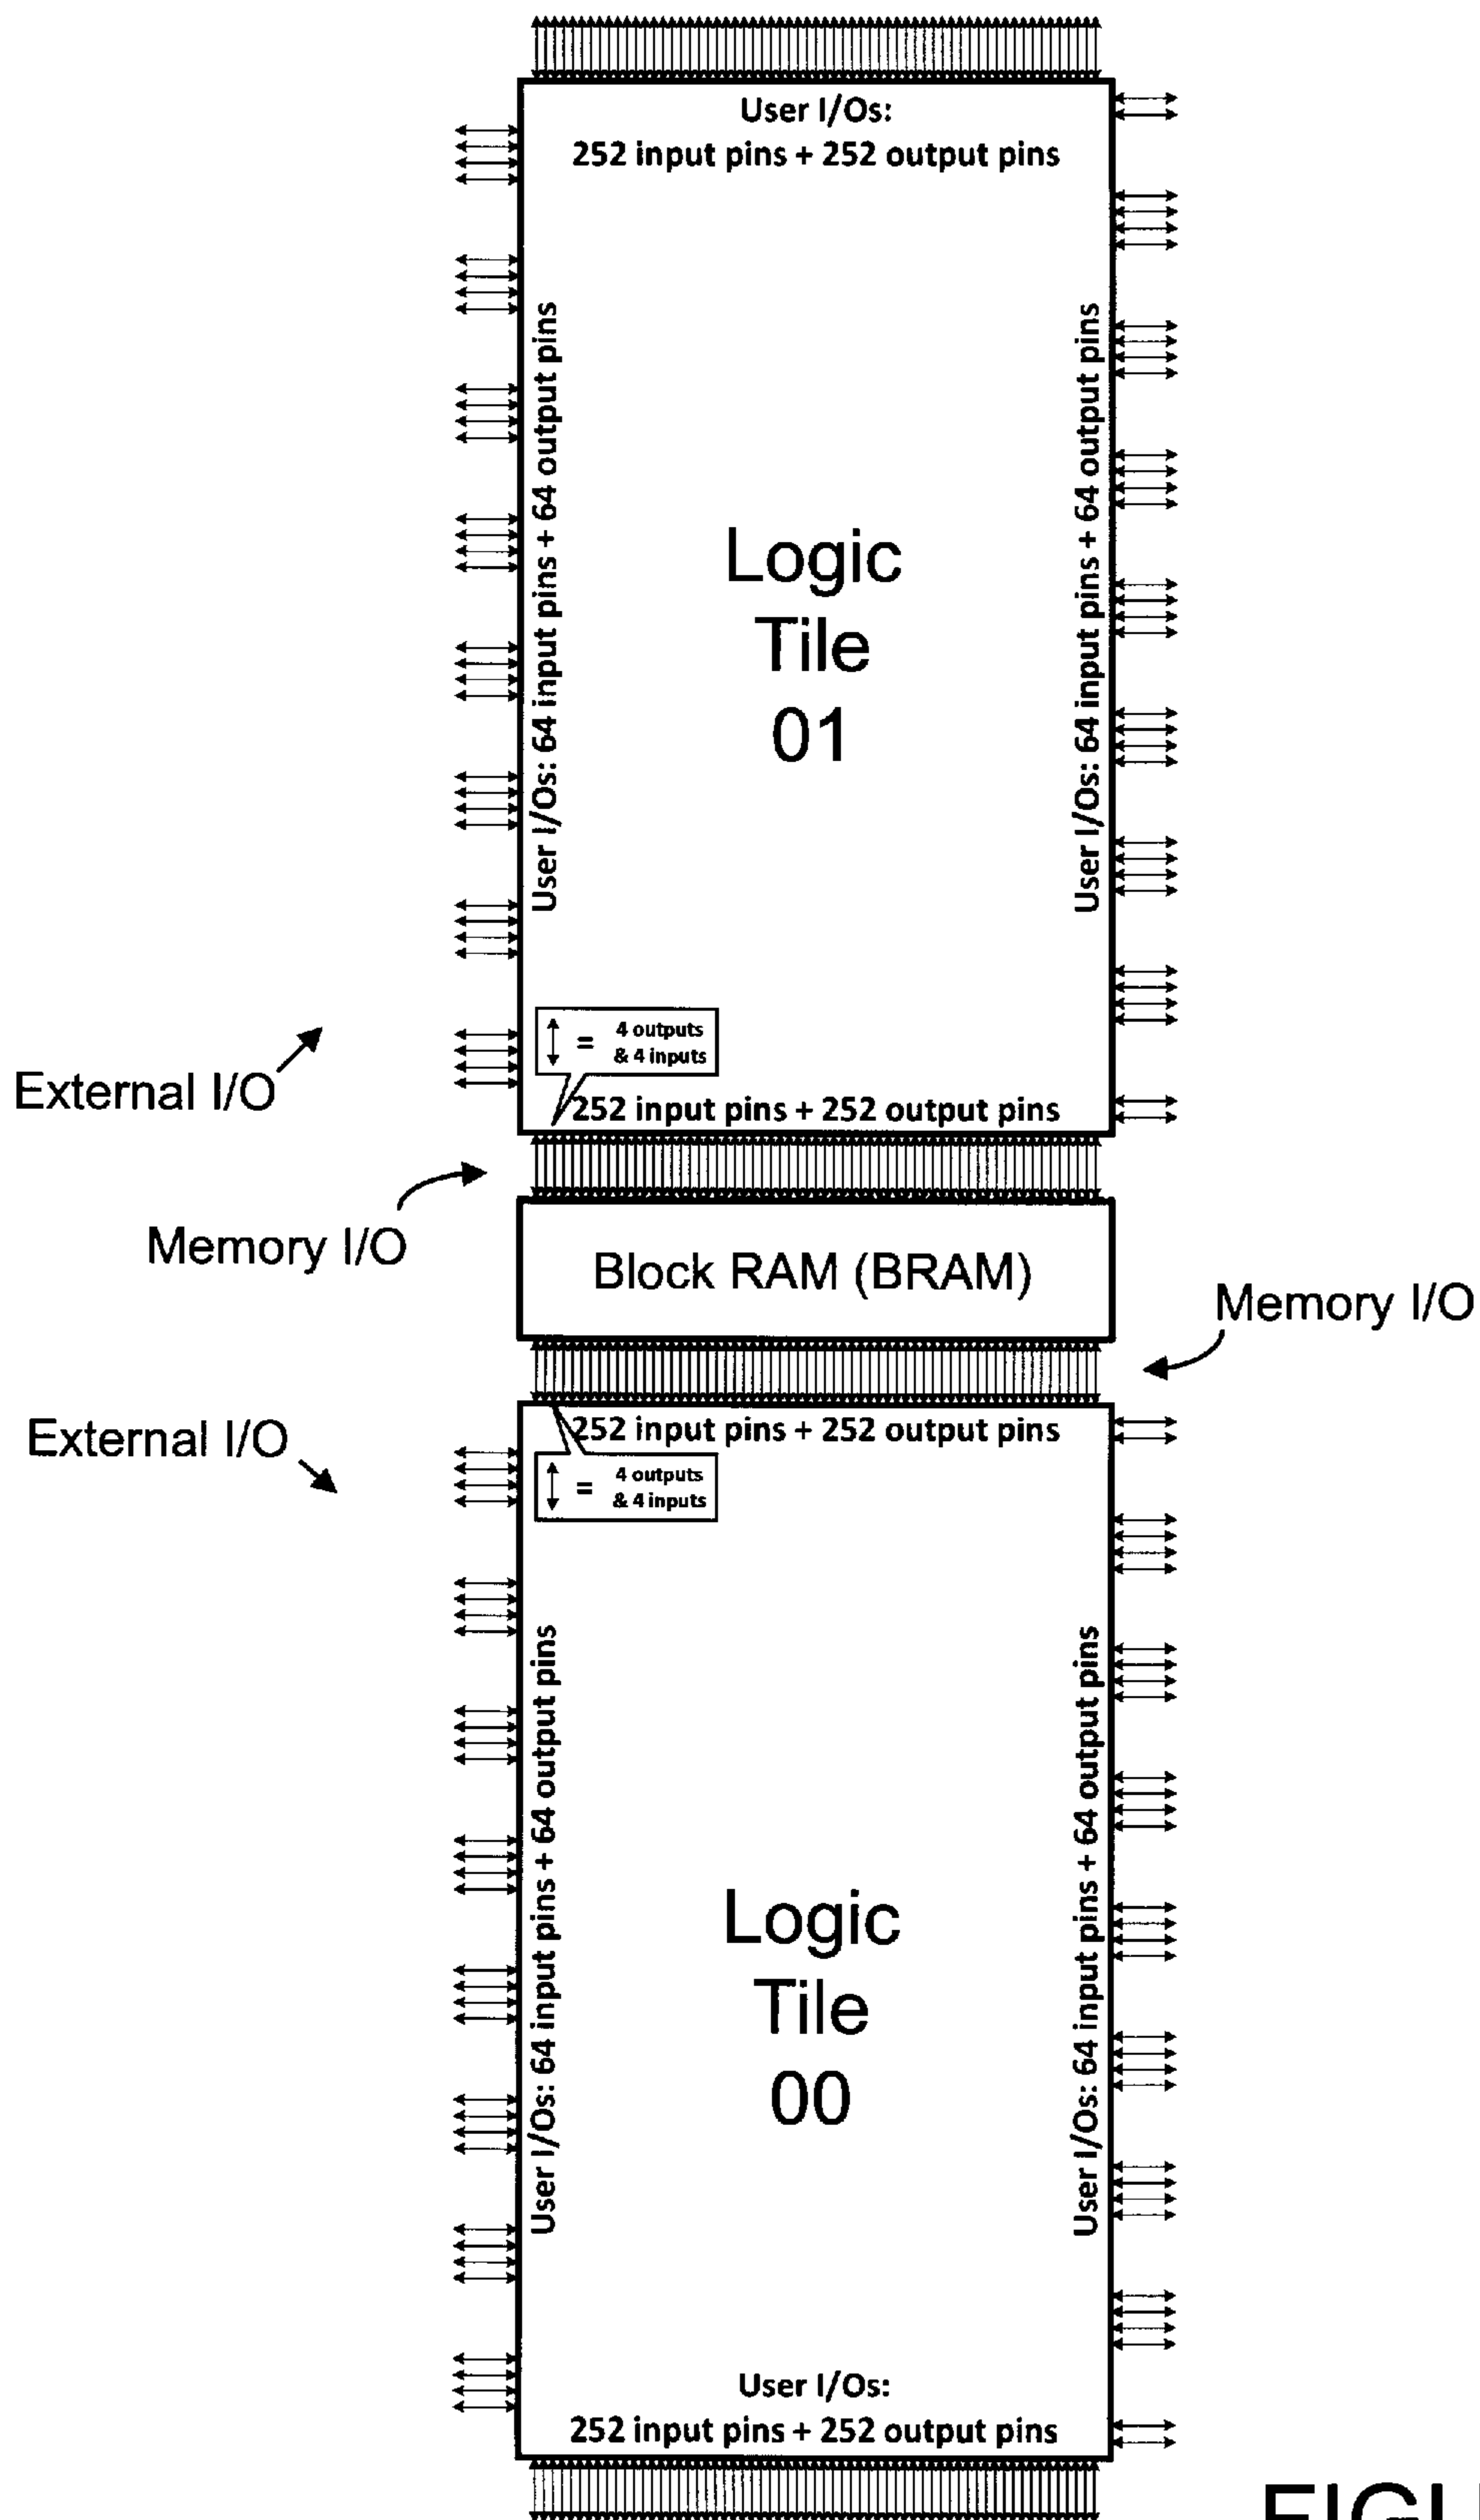 User I/Os:
252 input pins + 252 output pins
User I/Os: 64 input pins + 64 output pins
User I/Os: 64 input pins + 64 output pins
Logic
Tile
01
4 outputs
= & 4 inputs
External I/O
252 input pins + 252 output pins
Memory I/O
Block RAM (BRAM)
Memory I/O
External I/O
252 input pins + 252 output pins
4 outputs
= & 4 inputs
User I/Os: 64 input pins + 64 output pins
User I/Os: 64 input pins + 64 output pins
Logic
Tile
00
User I/Os:
252 input pins + 252 output pins